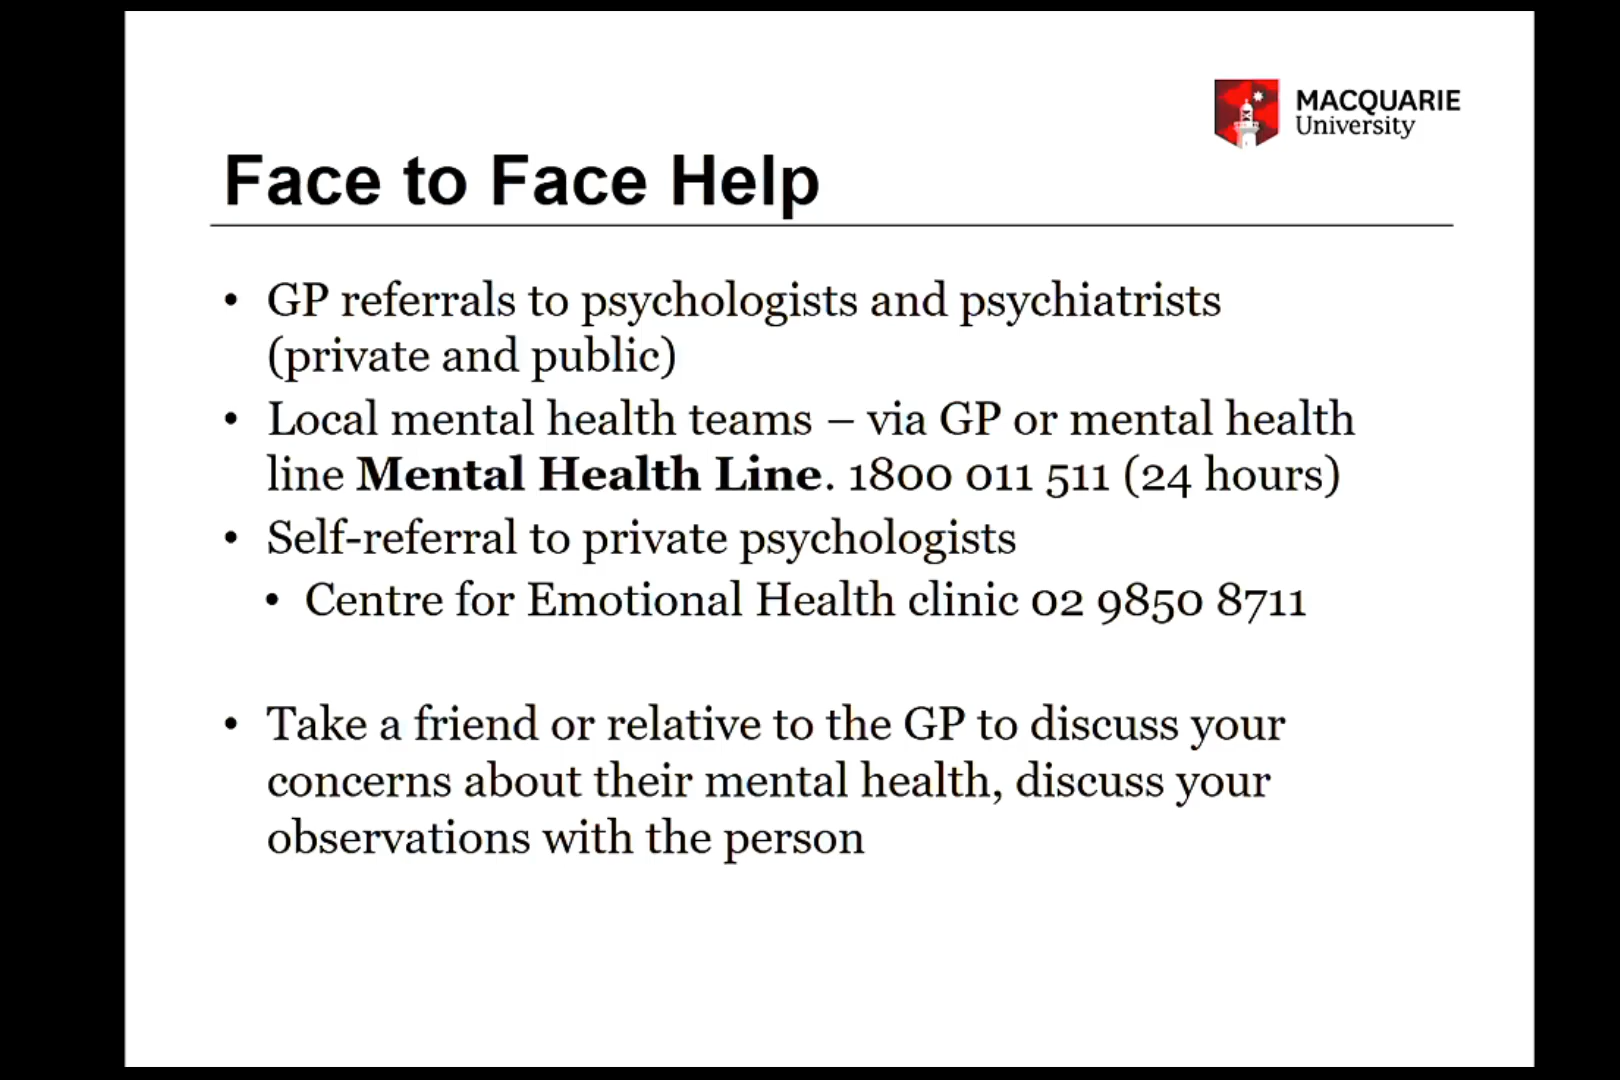 MACQUARIE
University
Face to Face Help
• GP referrals to psychologists and psychiatrists
(private and public)
• Local mental health teams – via GP or mental health
line Mental Health Line. 1800 011 511 (24 hours)
• Self-referral to private psychologists
• Centre for Emotional Health clinic 02 9850 8711
• Take a friend or relative to the GP to discuss your
concerns about their mental health, discuss your
observations with the person